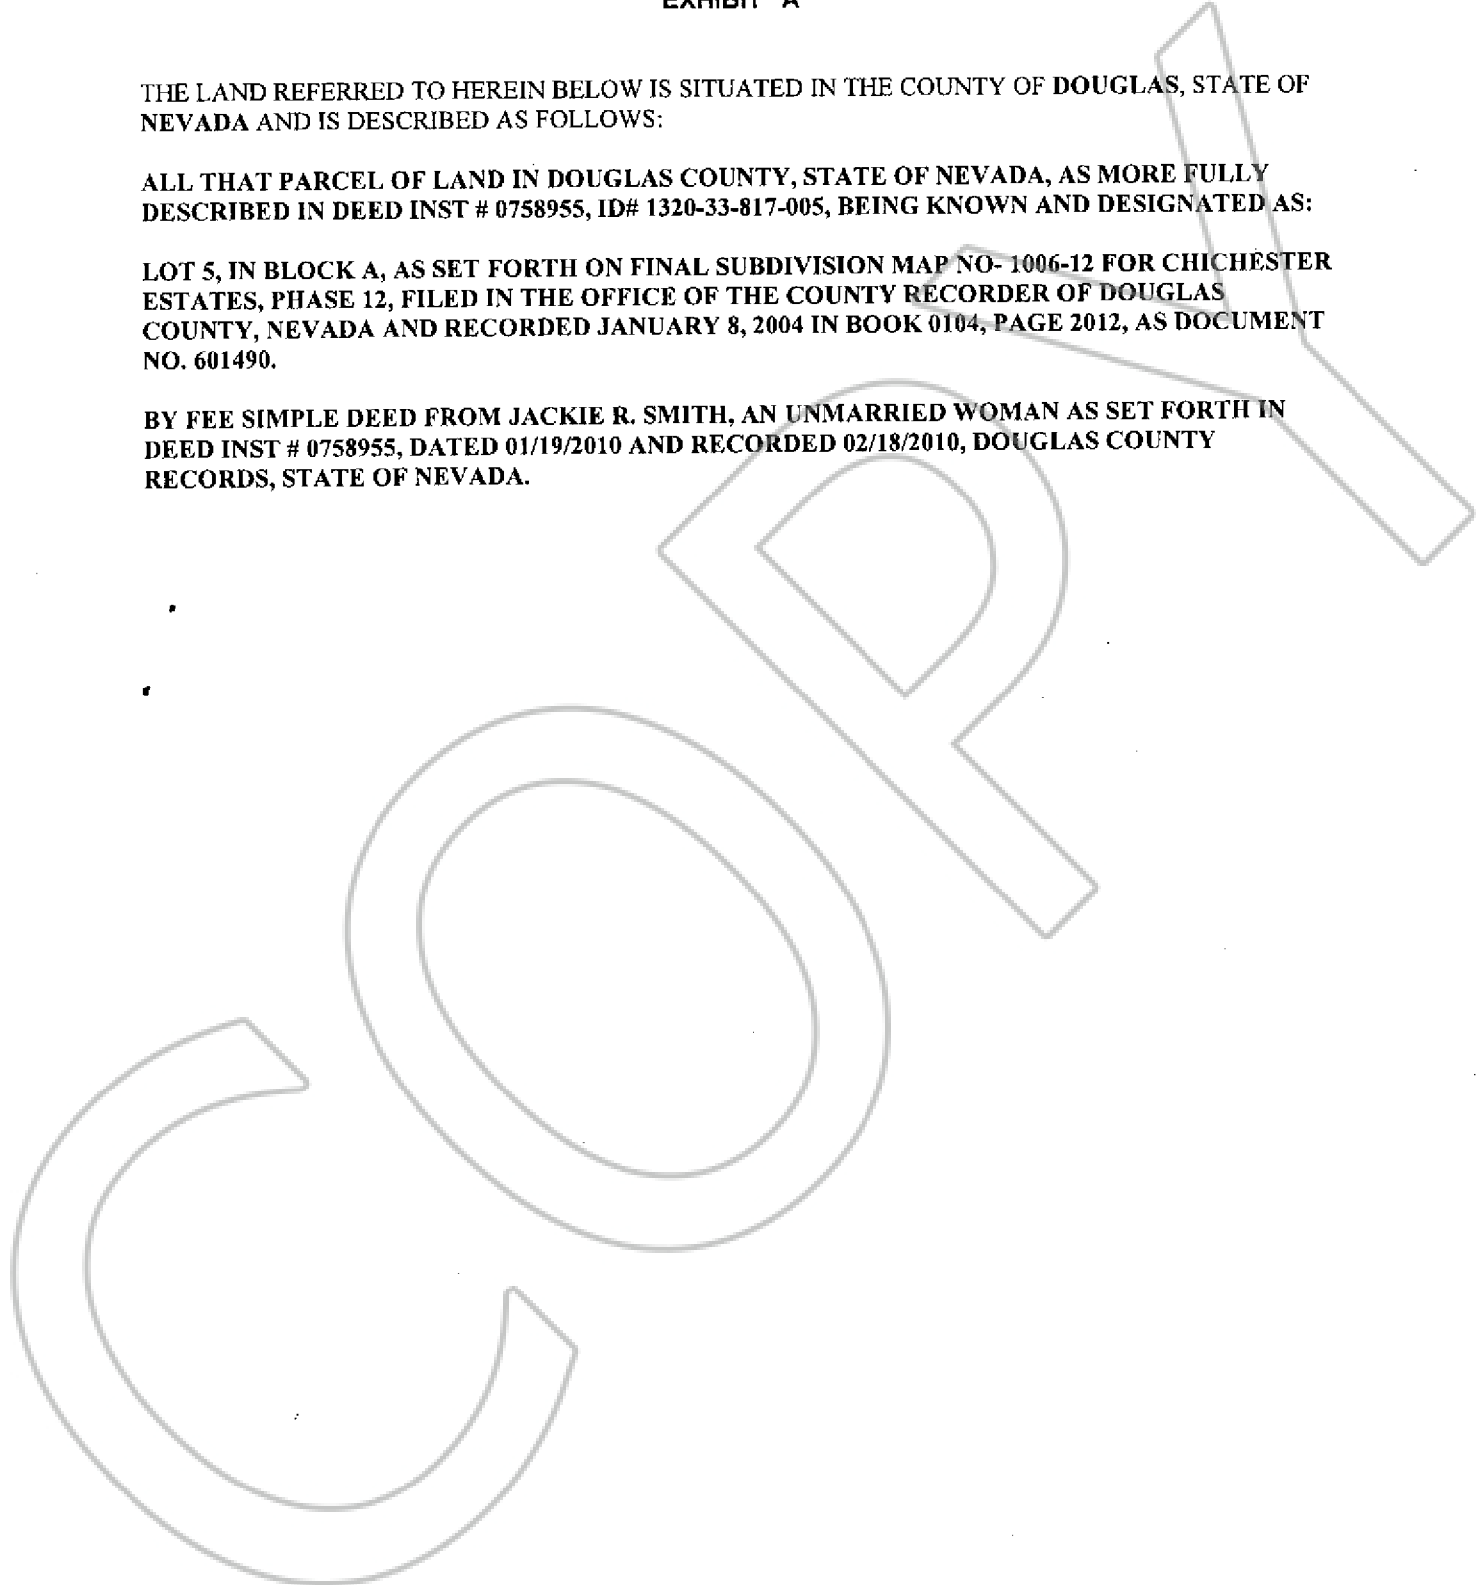 EXHIBIT "A"
THE LAND REFERRED TO HEREIN BELOW IS SITUATED IN THE COUNTY OF DOUGLAS, STATE OF
NEVADA AND IS DESCRIBED AS FOLLOWS:
ALL THAT PARCEL OF LAND IN DOUGLAS COUNTY, STATE OF NEVADA, AS MORE FULLY
DESCRIBED IN DEED INST # 0758955, ID# 1320-33-817-005, BEING KNOWN AND DESIGNATED AS:
LOT 5, IN BLOCK A, AS SET FORTH ON FINAL SUBDIVISION MAP NO- 1006-12 FOR CHICHESTER
ESTATES, PHASE 12, FILED IN THE OFFICE OF THE COUNTY RECORDER OF DOUGLAS
COUNTY, NEVADA AND RECORDED JANUARY 8, 2004 IN BOOK 0104, PAGE 2012, AS DOCUMENT
NO. 601490.
BY FEE SIMPLE DEED FROM JACKIE R. SMITH, AN UNMARRIED WOMAN AS SET FORTH IN
DEED INST # 0758955, DATED 01/19/2010 AND RECORDED 02/18/2010, DOUGLAS COUNTY
RECORDS, STATE OF NEVADA.
COPY